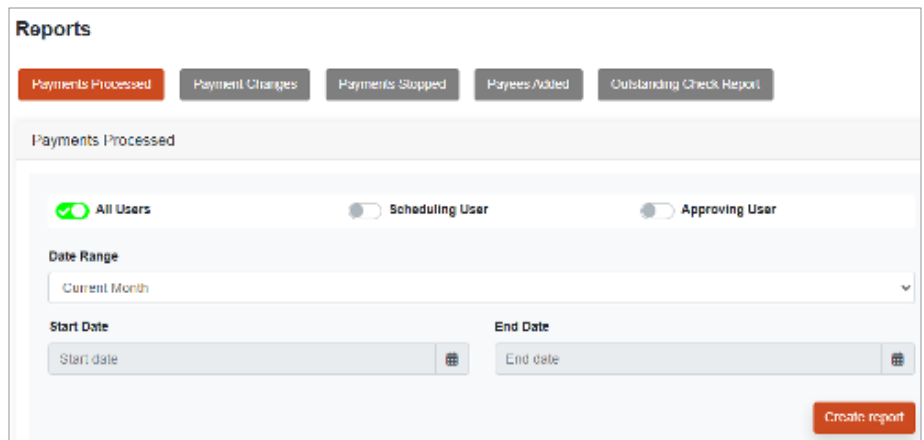 Reports
Payments Processed Payment Changes Payments Stopped Payees Added Outstanding Check Report
Payments Processed
All Users Scheduling User Approving User
Date Range
Current Month
Start Date End Date
Start date End date
Create report